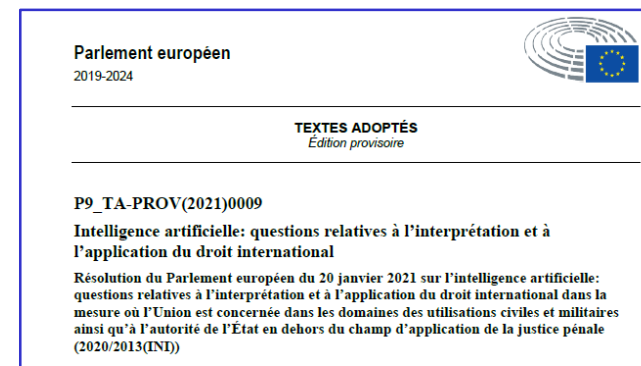 Parlement européen
2019-2024
TEXTES ADOPTÉS
Édition provisoire
P9_TA-PROV(2021)0009
Intelligence artificielle: questions relatives à l'interprétation et à
l'application du droit international
Résolution du Parlement européen du 20 janvier 2021 sur l'intelligence artificielle:
questions relatives à l'interprétation et à l'application du droit international dans la
mesure où l'Union est concernée dans les domaines des utilisations civiles et militaires
ainsi qu'à l'autorité de l'État en dehors du champ d'application de la justice pénale
(2020/2013(INI))